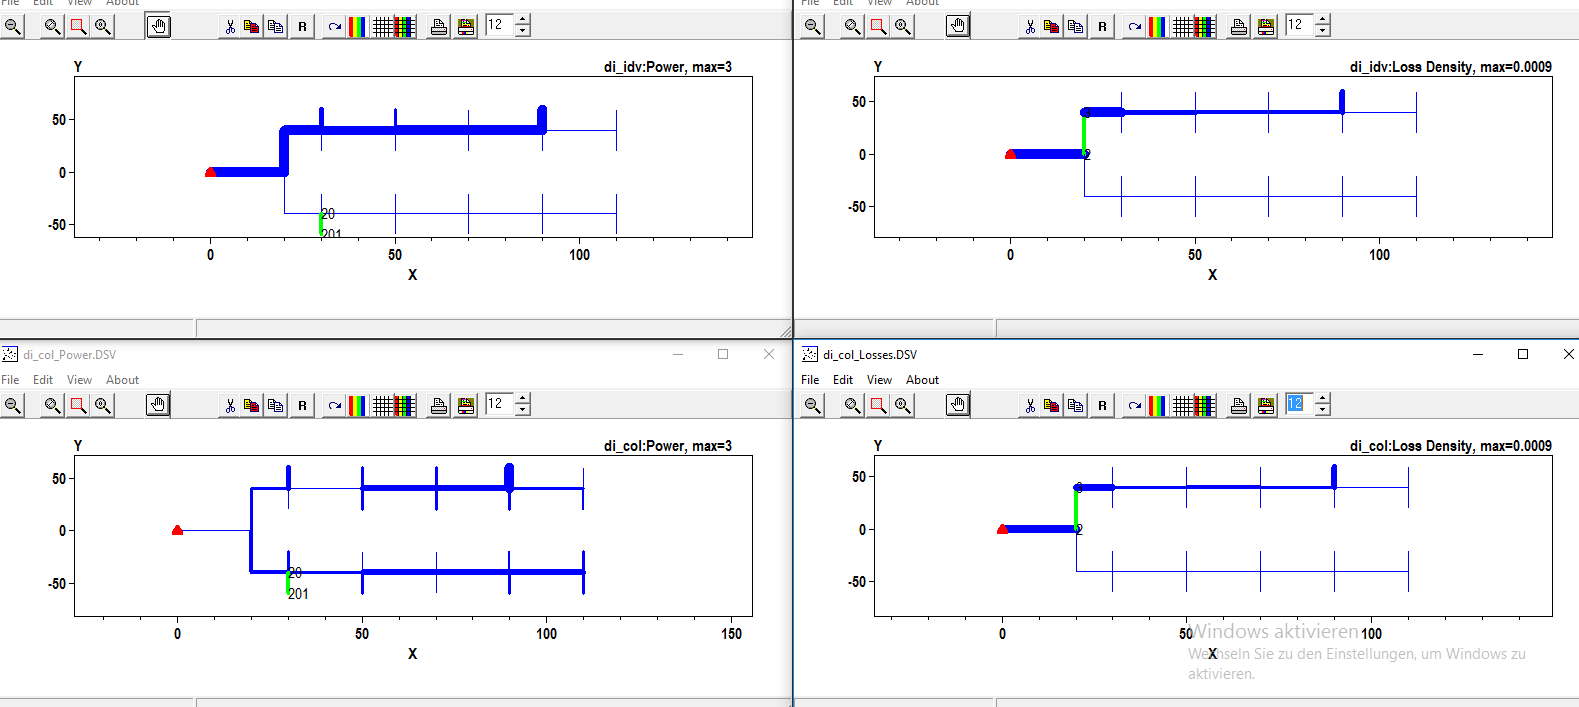 File Edit View About
File Edit View About
R 12
R 12
Y di_idv:Power, max=3
Y di_idv:Loss Density, max=0.0009
50
0
-50
20
201
0 50 100
X
50
0
-50
2
0 50 100
X
di_col_Power.DSV
di_col_Losses.DSV
File Edit View About
File Edit View About
R 12
R 12
Y di_col:Power, max=3
Y di_col:Loss Density, max=0.0009
50
0
-50
20
201
0 50 100 150
X
50
0
-50
2
0 50 100
X
Windows aktivieren
Wechseln Sie zu den Einstellungen, um Windows zu
aktivieren.